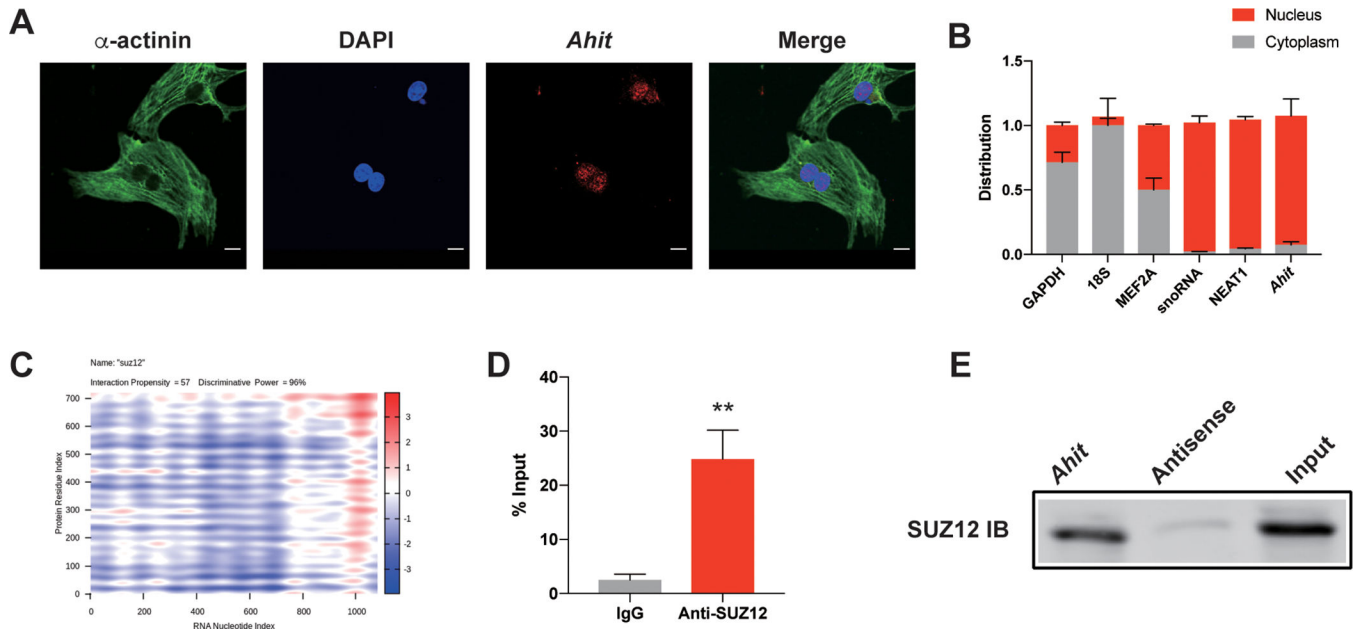 A
α-actinin
DAPI
Ahit
Merge
B
Nucleus
Cytoplasm
Distribution
1.5
1.0
0.5
0.0
GAPDH
18S
MEF2A
snoRNA
NEAT1
Ahit
C
Name: "suz12"
Interaction Propensity = 57 Discriminative Power = 96%
Protein Residue Index
700
600
500
400
300
200
100
0
0 200 400 600 800 1000
RNA Nucleotide Index
3
2
1
0
-1
-2
-3
D
% Input
40
30
20
10
0
**
IgG Anti-SUZ12
E
Ahit
Antisense
Input
SUZ12 IB